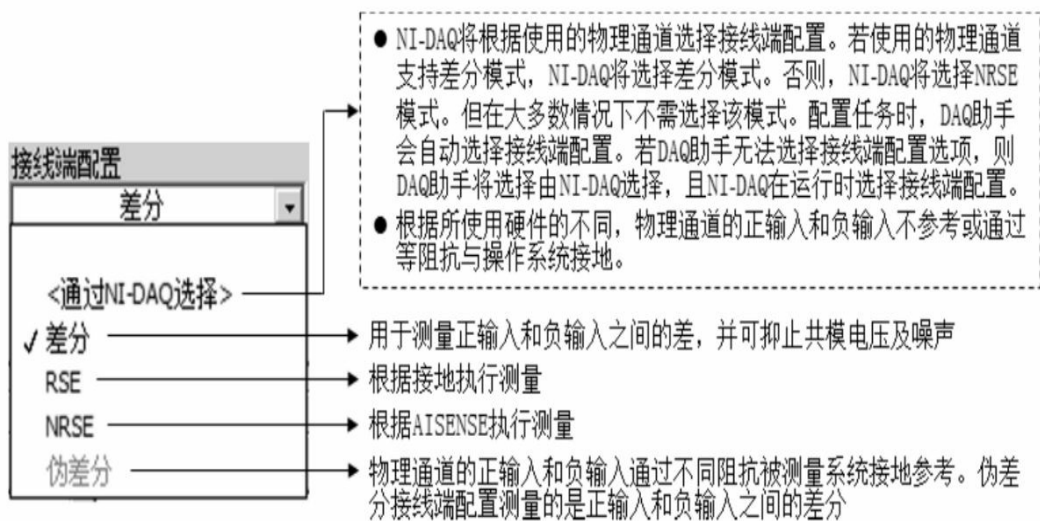 ● NI-DAQ将根据使用的物理通道选择接线端配置。若使用的物理通道
支持差分模式，NI-DAQ将选择差分模式。否则，NI-DAQ将选择NRSE
模式。但在大多数情况下不需选择该模式。配置任务时，DAQ助手
会自动选择接线端配置。若DAQ助手无法选择接线端配置选项，则
DAQ助手将选择由NI-DAQ选择，且NI-DAQ在运行时选择接线端配置。
● 根据所使用硬件的不同，物理通道的正输入和负输入不参考或通过
等阻抗与操作系统接地。
接线端配置
差分
<通过NI-DAQ选择>
✓ 差分
用于测量正输入和负输入之间的差，并可抑止共模电压及噪声
RSE
根据接地执行测量
NRSE
根据AISENSE执行测量
伪差分
物理通道的正输入和负输入通过不同阻抗被测量系统接地参考。伪差
分接线端配置测量的是正输入和负输入之间的差分